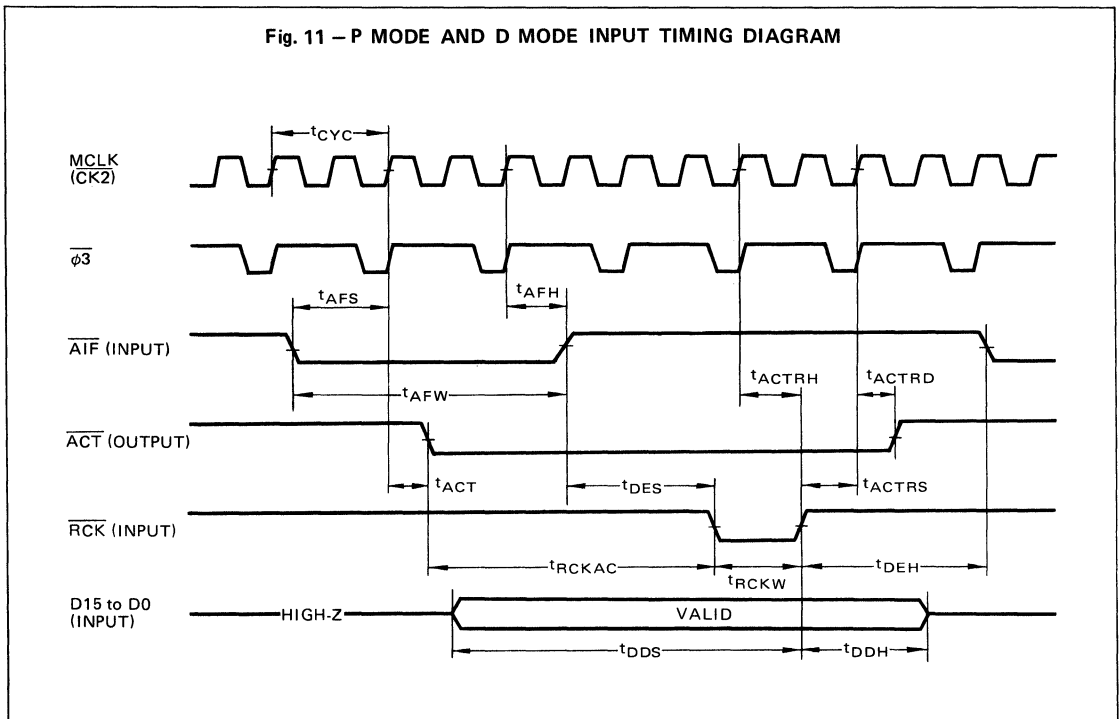 Fig. 11 – P MODE AND D MODE INPUT TIMING DIAGRAM
tCYC
MCLK
(CK2)
φ3
tAFS
tAFH
AIF (INPUT)
tAFW
tACTRH
tACTRD
ACT (OUTPUT)
tACT
tDES
tACTRS
RCK (INPUT)
tRCKAC
tRCKW
tDEH
D15 to D0
(INPUT)
HIGH-Z
VALID
tDDS
tDDH